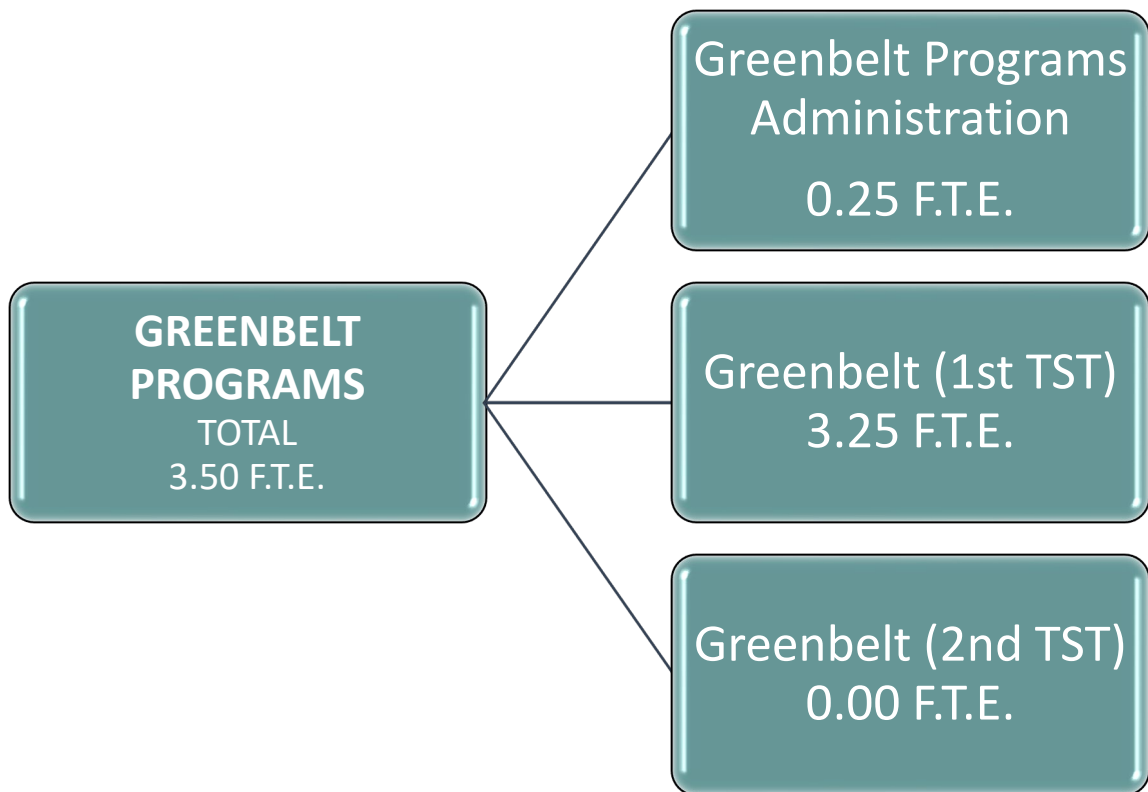 Greenbelt Programs
Administration
0.25 F.T.E.
GREENBELT
PROGRAMS
TOTAL
3.50 F.T.E.
Greenbelt (1st TST)
3.25 F.T.E.
Greenbelt (2nd TST)
0.00 F.T.E.